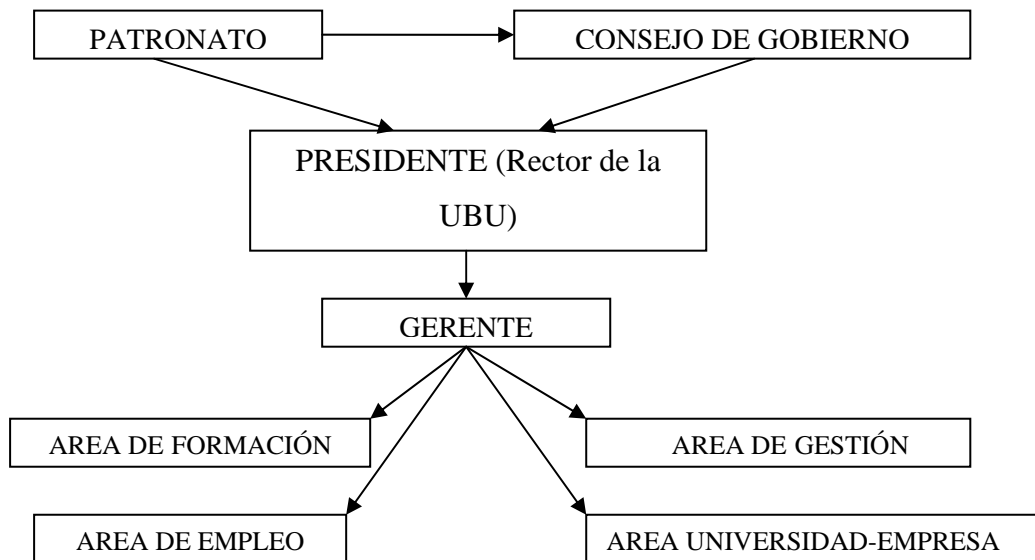 PATRONATO
CONSEJO DE GOBIERNO
PRESIDENTE (Rector de la
UBU)
GERENTE
AREA DE FORMACIÓN
AREA DE GESTIÓN
AREA DE EMPLEO
AREA UNIVERSIDAD-EMPRESA